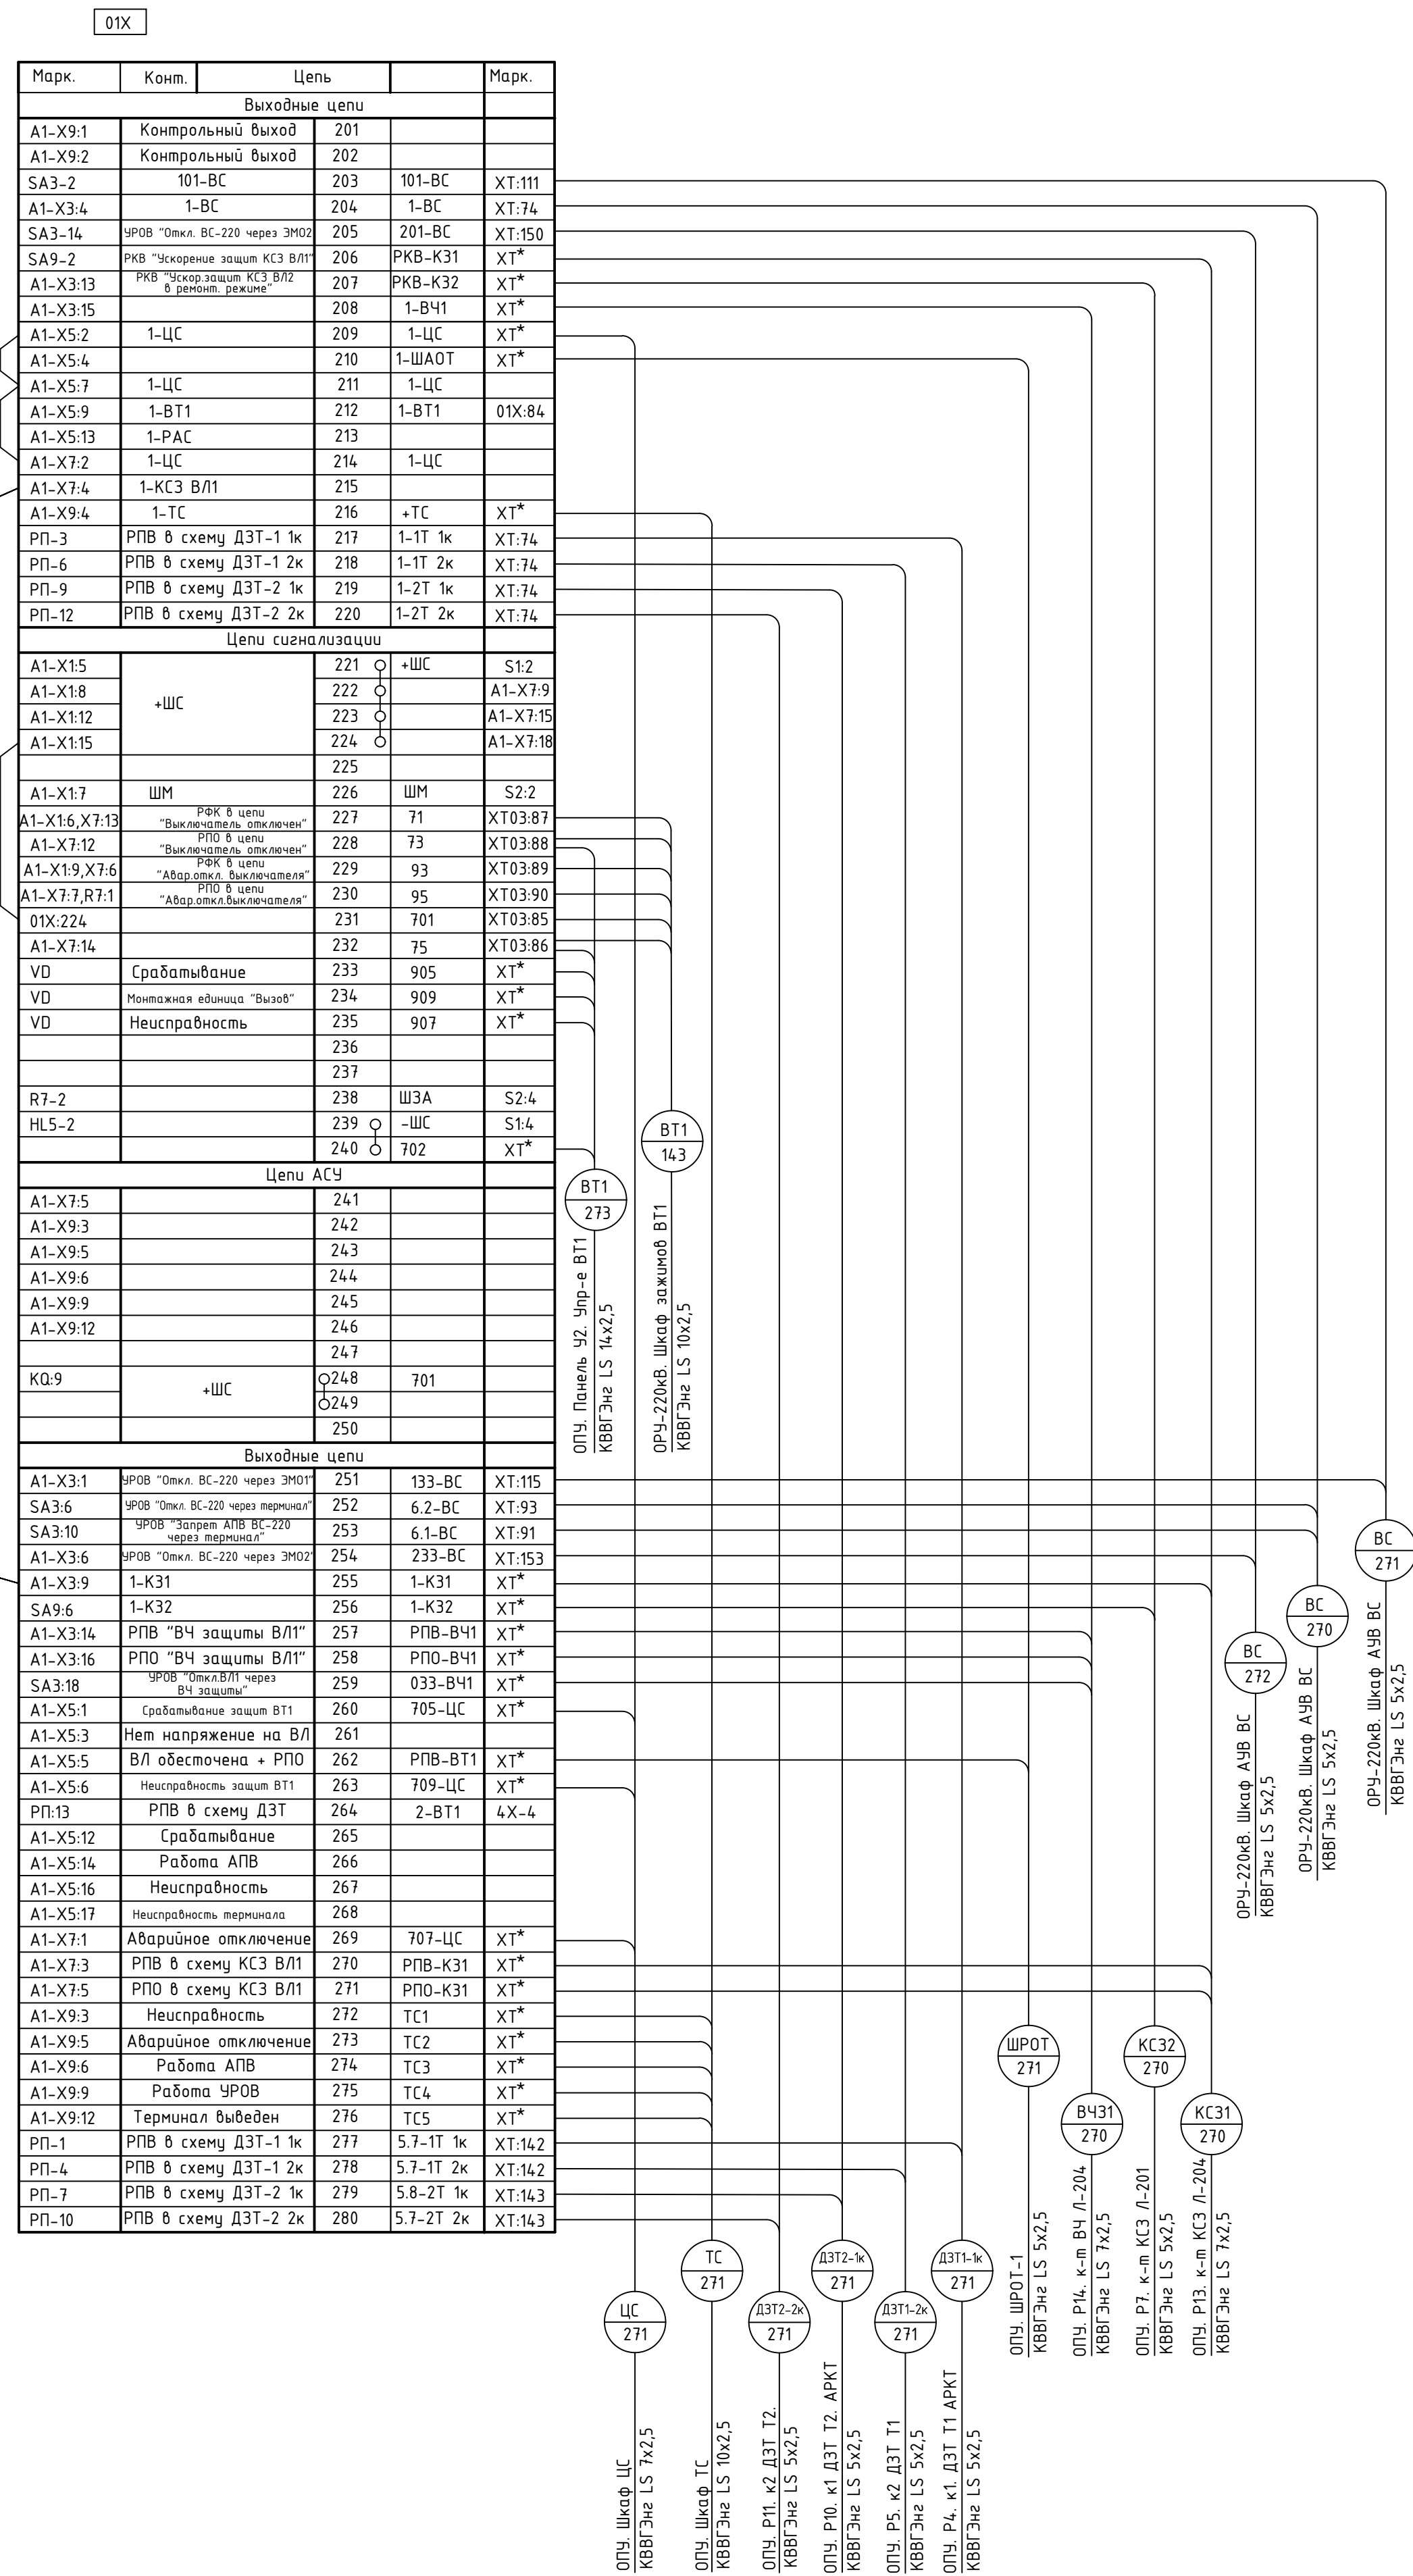 01X
Марк. Конт. Цепь Марк.
Выходные цепи
A1-X9:1 Контрольный выход 201
A1-X9:2 Контрольный выход 202
SA3-2 101-ВС 203 101-ВС XT:111
A1-X3:4 1-ВС 204 1-ВС XT:74
SA3-14 УРОВ "Откл. ВС-220 через ЭМО2 205 201-ВС XT:150
SA9-2 РКВ "Ускорение защит КСЗ ВЛ1" 206 РКВ-К31 XT*
A1-X3:13 РКВ "Ускор.защит КСЗ ВЛ2
в ремонт. режиме" 207 РКВ-К32 XT*
A1-X3:15 208 1-ВЧ1 XT*
A1-X5:2 1-ЦС 209 1-ЦС XT*
A1-X5:4 210 1-ШАОТ XT*
A1-X5:7 1-ЦС 211 1-ЦС
A1-X5:9 1-ВТ1 212 1-ВТ1 01X:84
A1-X5:13 1-РАС 213
A1-X7:2 1-ЦС 214 1-ЦС
A1-X7:4 1-КСЗ ВЛ1 215
A1-X9:4 1-ТС 216 +ТС XT*
РП-3 РПВ в схему ДЗТ-1 1к 217 1-1Т 1к XT:74
РП-6 РПВ в схему ДЗТ-1 2к 218 1-1Т 2к XT:74
РП-9 РПВ в схему ДЗТ-2 1к 219 1-2Т 1к XT:74
РП-12 РПВ в схему ДЗТ-2 2к 220 1-2Т 2к XT:74
Цепи сигнализации
A1-X1:5 221 +ШС S1:2
A1-X1:8 +ШС 222 A1-X7:9
A1-X1:12 223 A1-X7:15
A1-X1:15 224 A1-X7:18
225
A1-X1:7 ШМ 226 ШМ S2:2
A1-X1:6,X7:13 РФК в цепи
"Выключатель отключен" 227 71 XT03:87
A1-X7:12 РПО в цепи
"Выключатель отключен" 228 73 XT03:88
A1-X1:9,X7:6 РФК в цепи
"Авар.откл. выключателя" 229 93 XT03:89
A1-X7:7,R7:1 РПО в цепи
"Авар.откл.выключателя" 230 95 XT03:90
01X:224 231 701 XT03:85
A1-X7:14 232 75 XT03:86
VD Срабатывание 233 905 XT*
VD Монтажная единица "Вызов" 234 909 XT*
VD Неисправность 235 907 XT*
236
237
R7-2 238 ШЗА S2:4
HL5-2 239 -ШС S1:4
240 702 XT*
Цепи АСУ
A1-X7:5 241
A1-X9:3 242
A1-X9:5 243
A1-X9:6 244
A1-X9:9 245
A1-X9:12 246
247
KQ:9 +ШС 248 701
249
250
Выходные цепи
A1-X3:1 УРОВ "Откл. ВС-220 через ЭМО1" 251 133-ВС XT:115
SA3:6 УРОВ "Откл. ВС-220 через терминал" 252 6.2-ВС XT:93
SA3:10 УРОВ "Запрет АПВ ВС-220
через терминал" 253 6.1-ВС XT:91
A1-X3:6 УРОВ "Откл. ВС-220 через ЭМО2" 254 233-ВС XT:153
A1-X3:9 1-К31 255 1-К31 XT*
SA9:6 1-К32 256 1-К32 XT*
A1-X3:14 РПВ "ВЧ защиты ВЛ1" 257 РПВ-ВЧ1 XT*
A1-X3:16 РПО "ВЧ защиты ВЛ1" 258 РПО-ВЧ1 XT*
SA3:18 УРОВ "Откл.ВЛ1 через
ВЧ защиты" 259 033-ВЧ1 XT*
A1-X5:1 Срабатывание защит ВТ1 260 705-ЦС XT*
A1-X5:3 Нет напряжение на ВЛ 261
A1-X5:5 ВЛ обесточена + РПО 262 РПВ-ВТ1 XT*
A1-X5:6 Неисправность защит ВТ1 263 709-ЦС XT*
РП:13 РПВ в схему ДЗТ 264 2-ВТ1 4X-4
A1-X5:12 Срабатывание 265
A1-X5:14 Работа АПВ 266
A1-X5:16 Неисправность 267
A1-X5:17 Неисправность терминала 268
A1-X7:1 Аварийное отключение 269 707-ЦС XT*
A1-X7:3 РПВ в схему КСЗ ВЛ1 270 РПВ-К31 XT*
A1-X7:5 РПО в схему КСЗ ВЛ1 271 РПО-К31 XT*
A1-X9:3 Неисправность 272 ТС1 XT*
A1-X9:5 Аварийное отключение 273 ТС2 XT*
A1-X9:6 Работа АПВ 274 ТС3 XT*
A1-X9:9 Работа УРОВ 275 ТС4 XT*
A1-X9:12 Терминал выведен 276 ТС5 XT*
РП-1 РПВ в схему ДЗТ-1 1к 277 5.7-1Т 1к XT:142
РП-4 РПВ в схему ДЗТ-1 2к 278 5.7-1Т 2к XT:142
РП-7 РПВ в схему ДЗТ-2 1к 279 5.8-2Т 1к XT:143
РП-10 РПВ в схему ДЗТ-2 2к 280 5.7-2Т 2к XT:143
ВТ1
273
ОПУ. Панель У2. Упр-е ВТ1
КВВГЭнг LS 14x2,5
ВТ1
143
ОРУ-220кВ. Шкаф зажимов ВТ1
КВВГЭнг LS 10x2,5
ВС
272
ОРУ-220кВ. Шкаф АУВ ВС
КВВГЭнг LS 5x2,5
ВС
270
ОРУ-220кВ. Шкаф АУВ ВС
КВВГЭнг LS 5x2,5
ВС
271
ОРУ-220кВ. Шкаф АУВ ВС
КВВГЭнг LS 5x2,5
ЦС
271
ОПУ. Шкаф ЦС
КВВГЭнг LS 7x2,5
ТС
271
ОПУ. Шкаф ТС
КВВГЭнг LS 10x2,5
ДЗТ2-2к
271
ОПУ. Р11. к2 ДЗТ Т2.
КВВГЭнг LS 5x2,5
ДЗТ2-1к
271
ОПУ. Р10. к1 ДЗТ Т2. АРКТ
КВВГЭнг LS 5x2,5
ДЗТ1-2к
271
ОПУ. Р5. к2 ДЗТ Т1
КВВГЭнг LS 5x2,5
ДЗТ1-1к
271
ОПУ. Р4. к1. ДЗТ Т1 АРКТ
КВВГЭнг LS 5x2,5
ШРОТ
271
ОПУ. ШРОТ-1
КВВГЭнг LS 5x2,5
ВЧ31
270
ОПУ. Р14. к-т ВЧ Л-204
КВВГЭнг LS 7x2,5
КСЗ2
270
ОПУ. Р7. к-т КСЗ Л-201
КВВГЭнг LS 5x2,5
КСЗ1
270
ОПУ. Р13. к-т КСЗ Л-204
КВВГЭнг LS 7x2,5